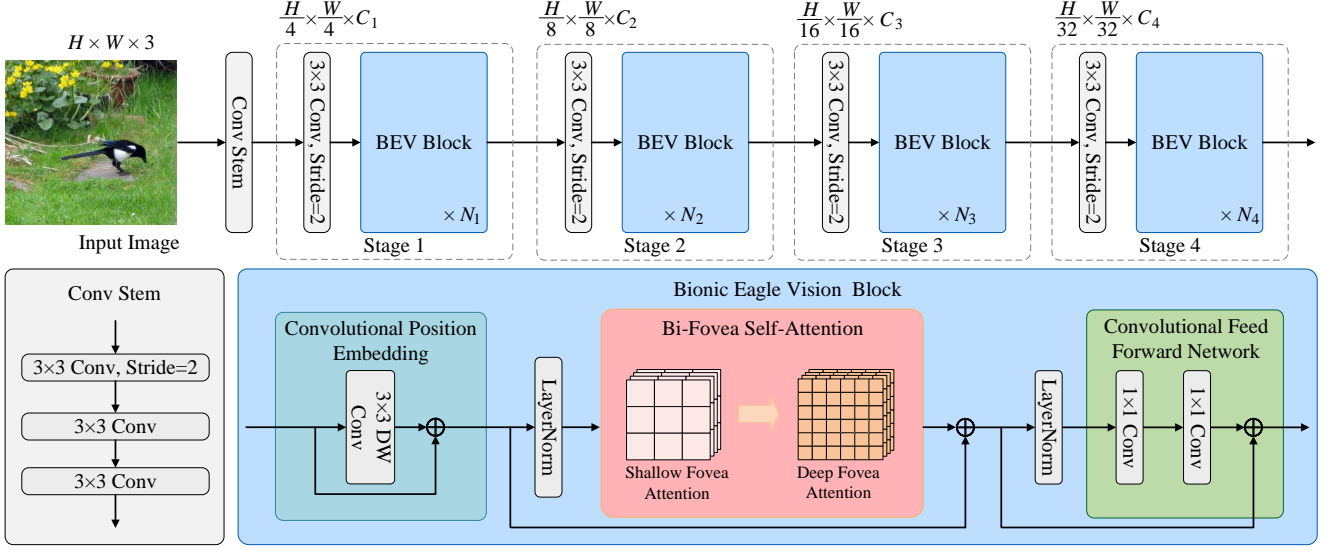 H × W × 3
H/4 × W/4 × C1
H/8 × W/8 × C2
H/16 × W/16 × C3
H/32 × W/32 × C4
Input Image
Conv Stem
3×3 Conv, Stride=2
BEV Block
× N1
Stage 1
3×3 Conv, Stride=2
BEV Block
× N2
Stage 2
3×3 Conv, Stride=2
BEV Block
× N3
Stage 3
3×3 Conv, Stride=2
BEV Block
× N4
Stage 4
Conv Stem
3×3 Conv, Stride=2
3×3 Conv
3×3 Conv
Bionic Eagle Vision Block
Convolutional Position
Embedding
3×3 DW
Conv
LayerNorm
Bi-Fovea Self-Attention
Shallow Fovea
Attention
Deep Fovea
Attention
LayerNorm
Convolutional Feed
Forward Network
1×1 Conv
1×1 Conv